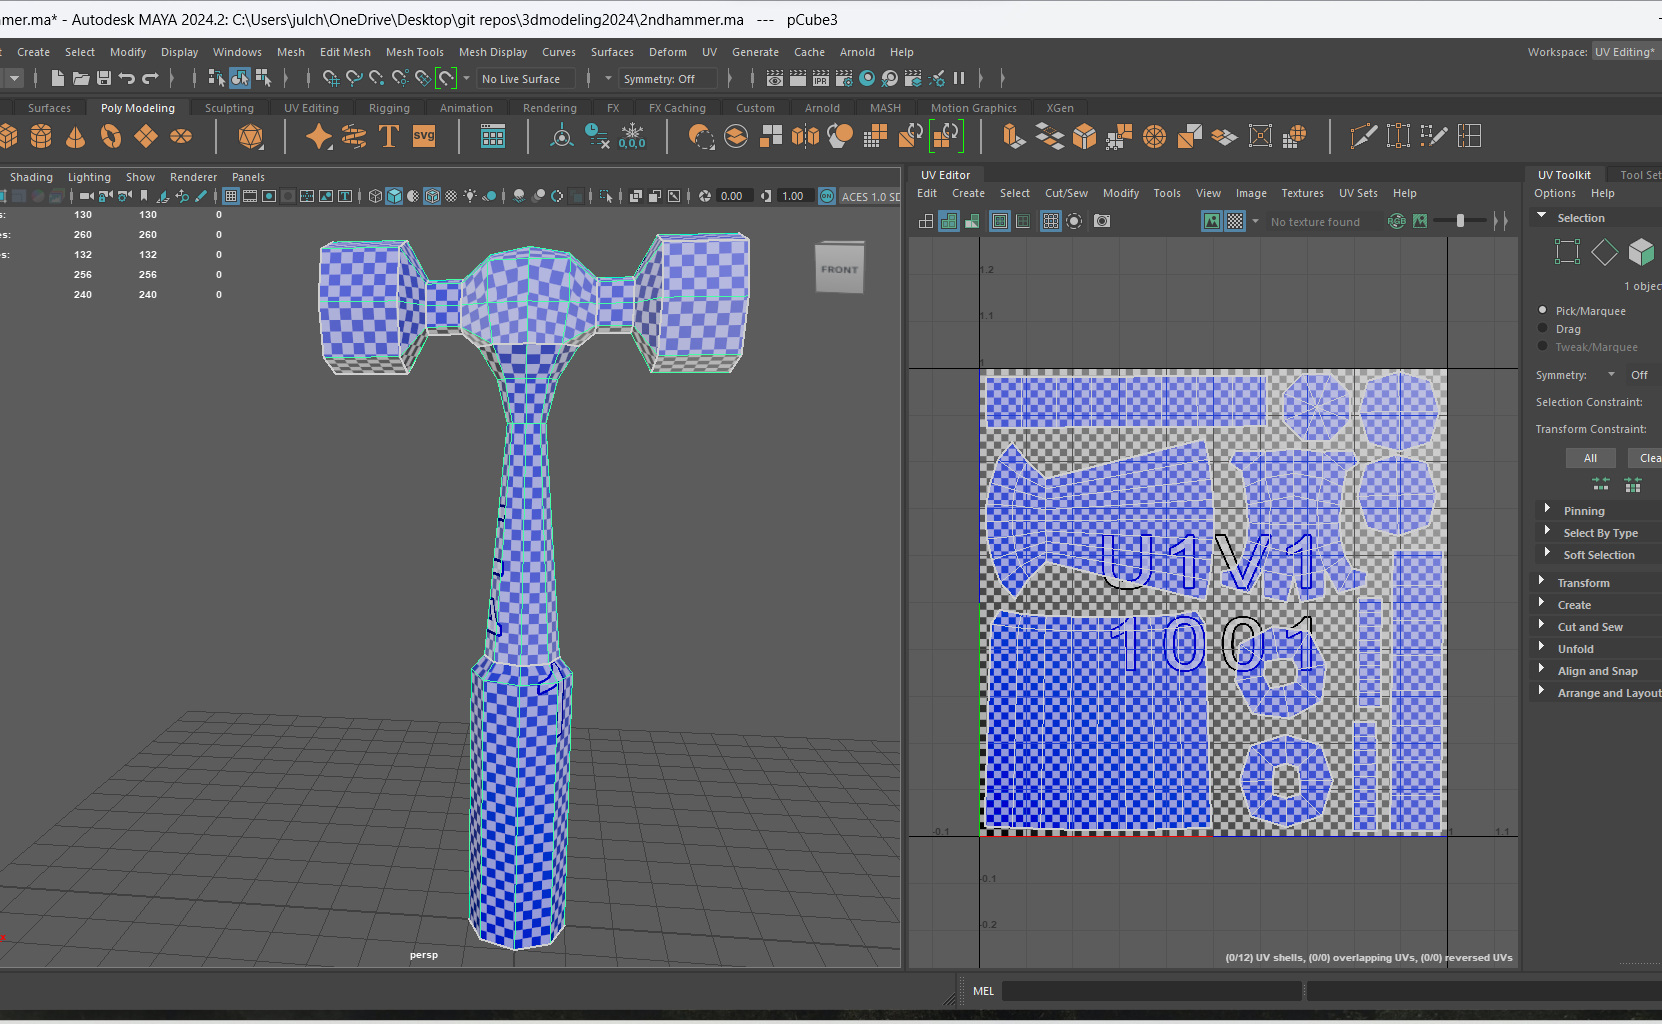 mmer.ma* - Autodesk MAYA 2024.2: C:\Users\julch\OneDrive\Desktop\git repos\3dmodeling2024\2ndhammer.ma --- pCube3
Create Select Modify Display Windows Mesh Edit Mesh Mesh Tools Mesh Display Curves Surfaces Deform UV Generate Cache Arnold Help Workspace: UV Editing*
No Live Surface Symmetry: Off IPR
Surfaces Poly Modeling Sculpting UV Editing Rigging Animation Rendering FX FX Caching Custom Arnold MASH Motion Graphics XGen
T svg 0,0,0
Shading Lighting Show Renderer Panels
0.00 1.00 ACES 1.0 SD
s: 130 130 0
es: 260 260 0
es: 132 132 0
256 256 0
240 240 0
FRONT
persp
UV Editor
Edit Create Select Cut/Sew Modify Tools View Image Textures UV Sets Help
No texture found RGB
1.2
1.1
1
U1V1
1001
-0.1 1 1.1
-0.1
-0.2
(0/12) UV shells, (0/0) overlapping UVs, (0/0) reversed UVs
UV Toolkit Tool Set
Options Help
Selection
1 objec
Pick/Marquee
Drag
Tweak/Marquee
Symmetry: Off
Selection Constraint:
Transform Constraint:
All Clea
Pinning
Select By Type
Soft Selection
Transform
Create
Cut and Sew
Unfold
Align and Snap
Arrange and Layout
MEL